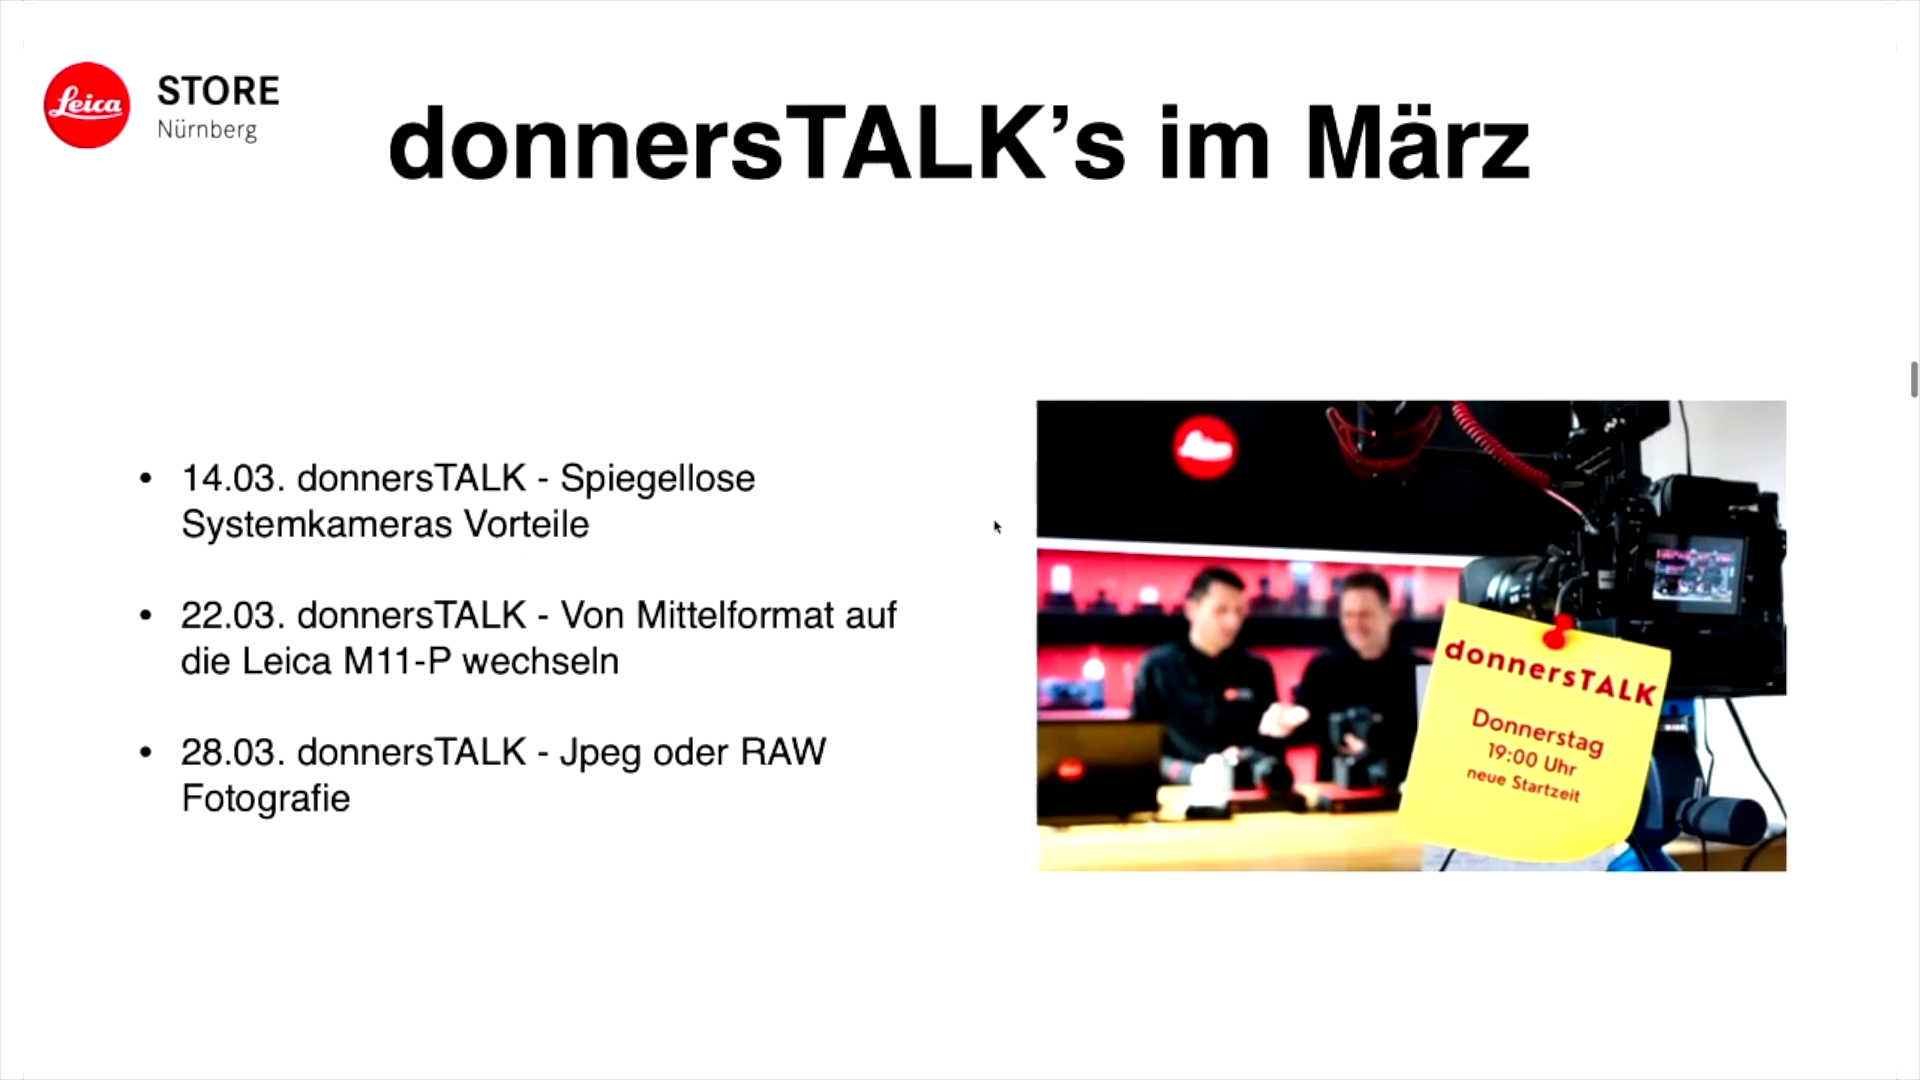 Leica
STORE
Nürnberg
donnersTALK’s im März
• 14.03. donnersTALK - Spiegellose
Systemkameras Vorteile
• 22.03. donnersTALK - Von Mittelformat auf
die Leica M11-P wechseln
• 28.03. donnersTALK - Jpeg oder RAW
Fotografie
Leica
donnersTALK
Donnerstag
19:00 Uhr
neue Startzeit